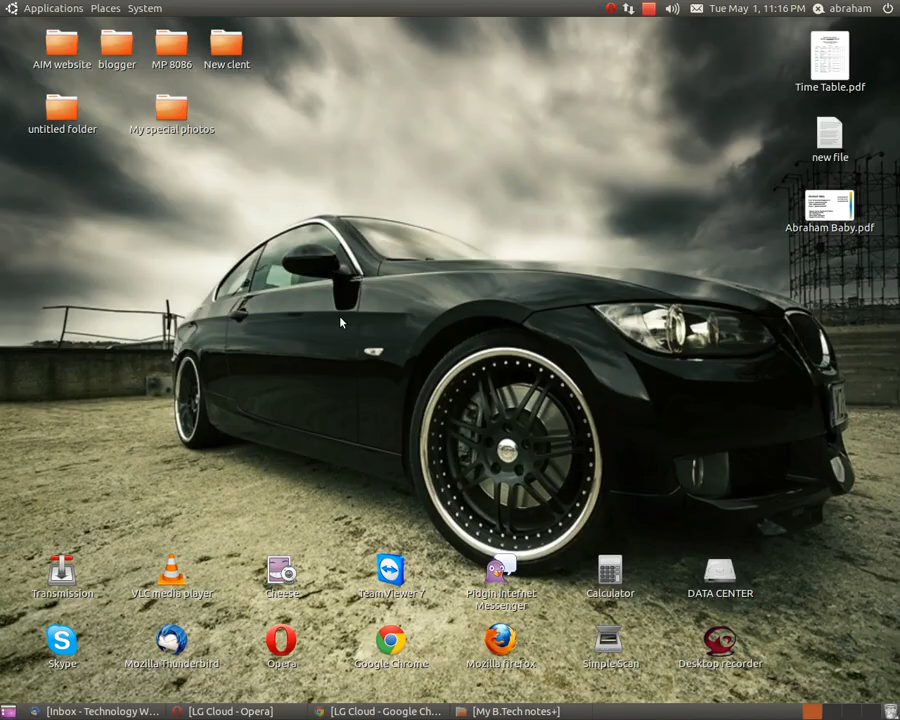 Applications Places System
Tue May 1, 11:16 PM abraham
AIM website blogger MP 8086 New clent
Time Table.pdf
untitled folder My special photos
new file
Abraham Baby.pdf
Transmission VLC media player Cheese TeamViewer 7 Pidgin Internet Messenger Calculator DATA CENTER
Skype Mozilla Thunderbird Opera Google Chrome Mozilla firefox Simple Scan Desktop recorder
[Inbox - Technology W... [LG Cloud - Opera] [LG Cloud - Google Ch... [My B.Tech notes+]